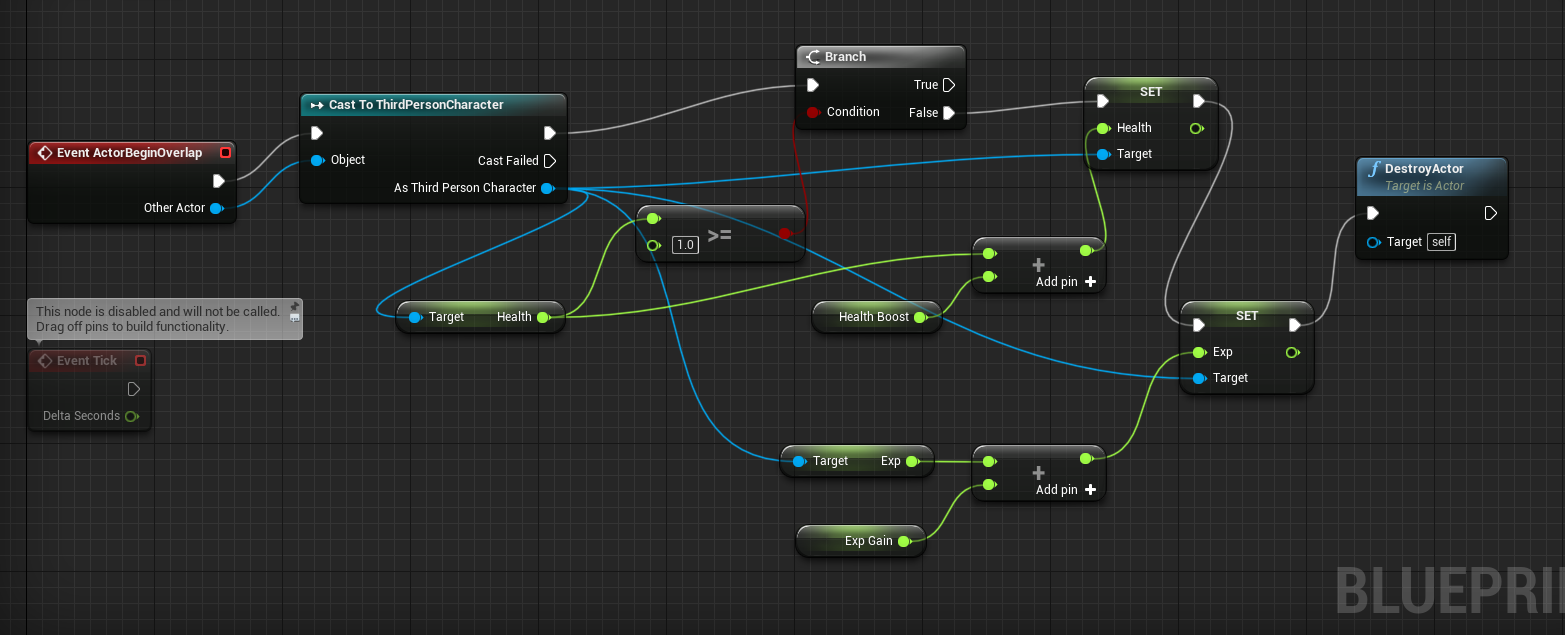 Branch
True
Condition
False
SET
Health
Target
Cast To ThirdPersonCharacter
Object
Cast Failed
As Third Person Character
Event ActorBeginOverlap
Other Actor
DestroyActor
Target is Actor
Target self
1.0 >=
+
Add pin +
Target Health
Health Boost
This node is disabled and will not be called.
Drag off pins to build functionality.
Event Tick
Delta Seconds
SET
Exp
Target
Target Exp
+
Add pin +
Exp Gain